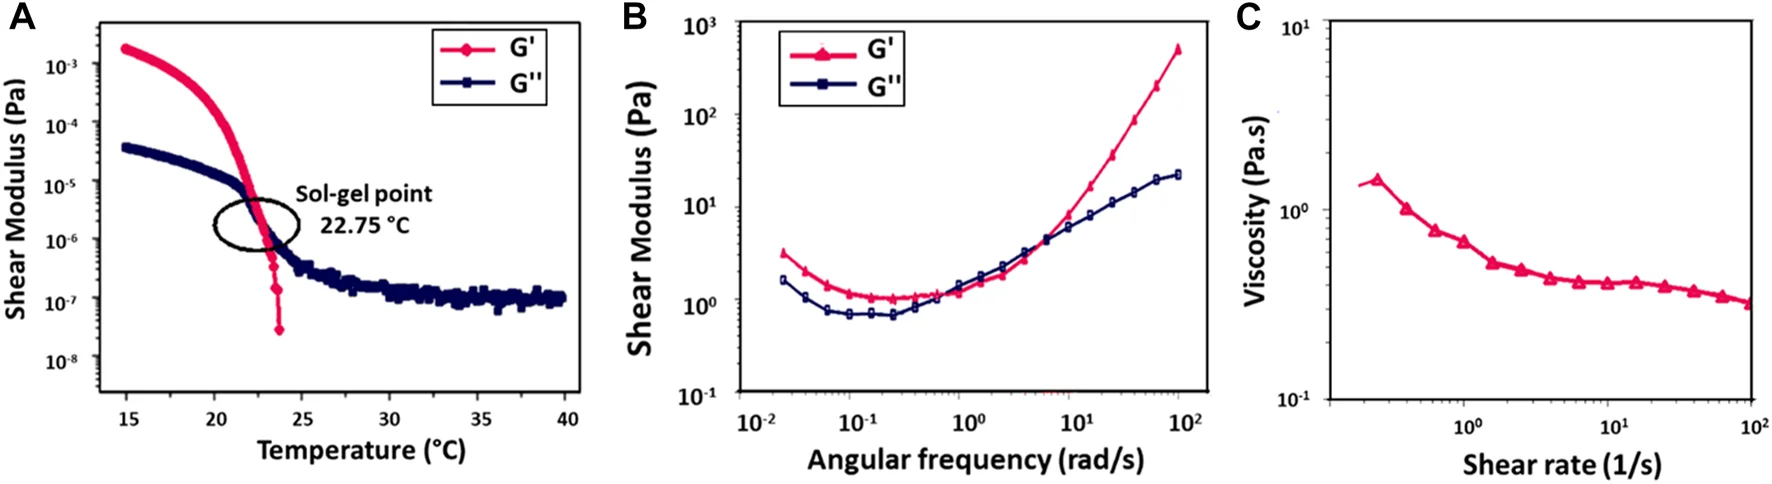 A
Shear Modulus (Pa)
10⁻³
10⁻⁴
10⁻⁵
10⁻⁶
10⁻⁷
10⁻⁸
G'
G''
Sol-gel point
22.75 °C
15 20 25 30 35 40
Temperature (°C)
B
Shear Modulus (Pa)
10³
10²
10¹
10⁰
10⁻¹
G'
G''
10⁻² 10⁻¹ 10⁰ 10¹ 10²
Angular frequency (rad/s)
C
Viscosity (Pa.s)
10¹
10⁰
10⁻¹
10⁰ 10¹ 10²
Shear rate (1/s)